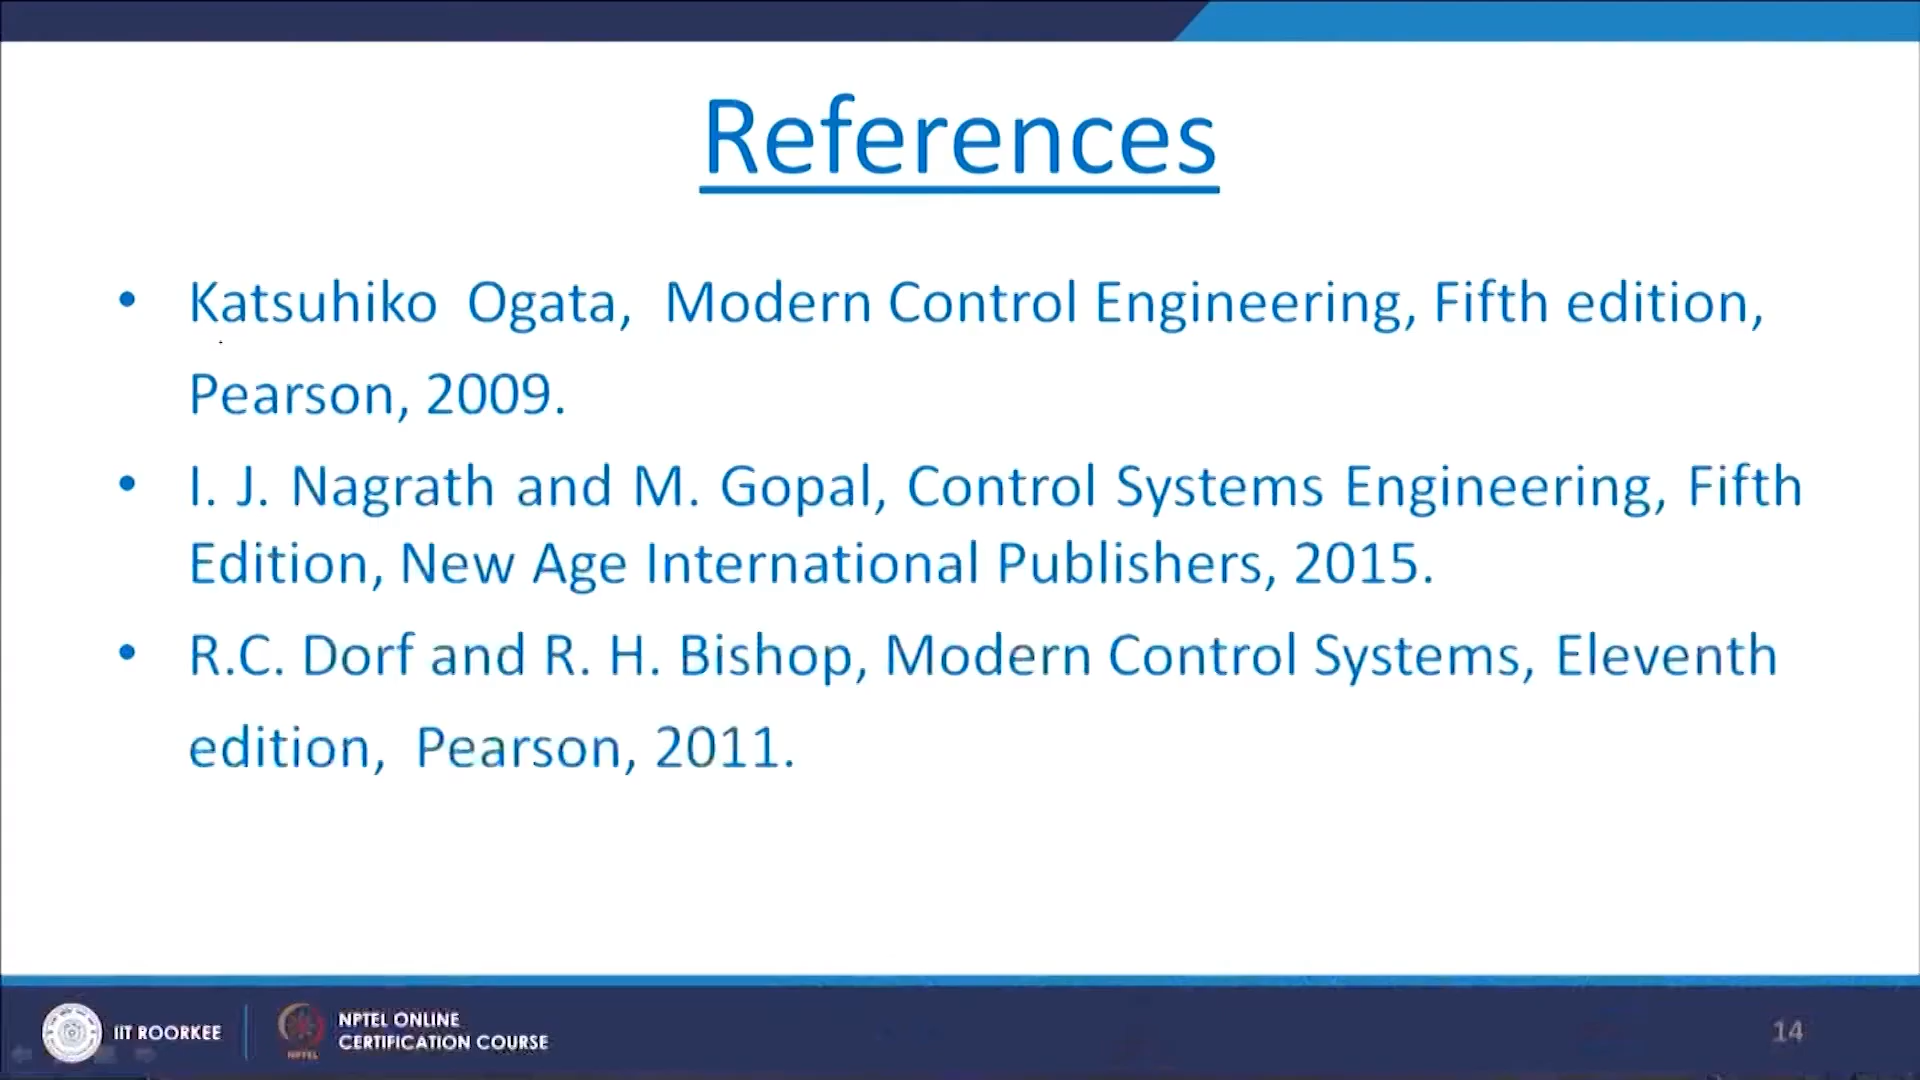 References
• Katsuhiko Ogata, Modern Control Engineering, Fifth edition,
Pearson, 2009.
• I. J. Nagrath and M. Gopal, Control Systems Engineering, Fifth
Edition, New Age International Publishers, 2015.
• R.C. Dorf and R. H. Bishop, Modern Control Systems, Eleventh
edition, Pearson, 2011.
IIT ROORKEE
NPTEL
NPTEL ONLINE
CERTIFICATION COURSE
14